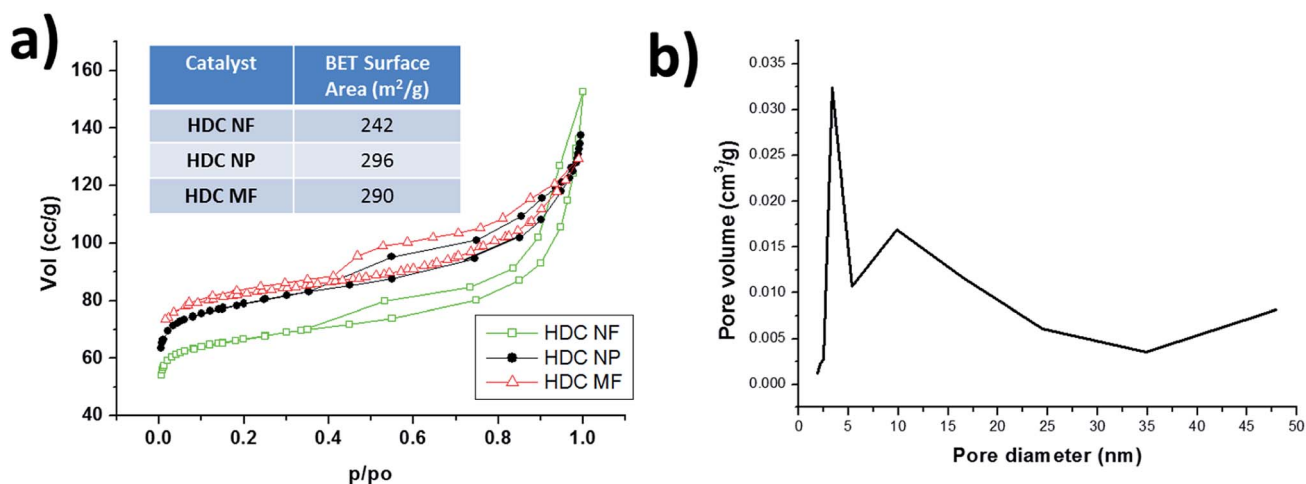 a)
Catalyst BET Surface Area (m²/g)
HDC NF 242
HDC NP 296
HDC MF 290
Vol (cc/g)
160
140
120
100
80
60
40
0.0 0.2 0.4 0.6 0.8 1.0
p/po
HDC NF
HDC NP
HDC MF
b)
Pore volume (cm³/g)
0.035
0.030
0.025
0.020
0.015
0.010
0.005
0.000
0 5 10 15 20 25 30 35 40 45 50
Pore diameter (nm)